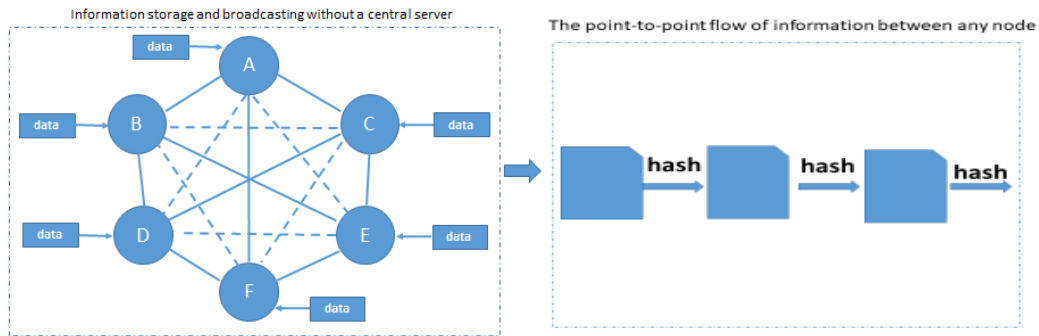 Information storage and broadcasting without a central server
The point-to-point flow of information between any node
data
A
data
B
C
data
hash
hash
hash
data
D
E
data
F
data